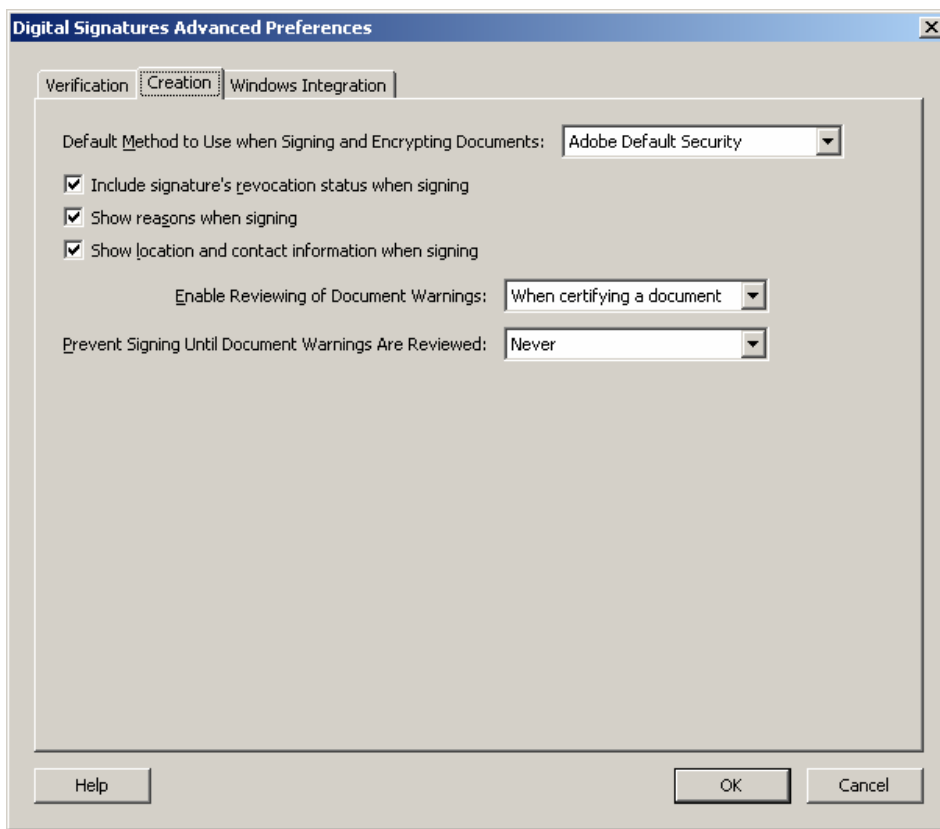 Digital Signatures Advanced Preferences
Verification Creation Windows Integration
Default Method to Use when Signing and Encrypting Documents: Adobe Default Security
Include signature's revocation status when signing
Show reasons when signing
Show location and contact information when signing
Enable Reviewing of Document Warnings: When certifying a document
Prevent Signing Until Document Warnings Are Reviewed: Never
Help OK Cancel